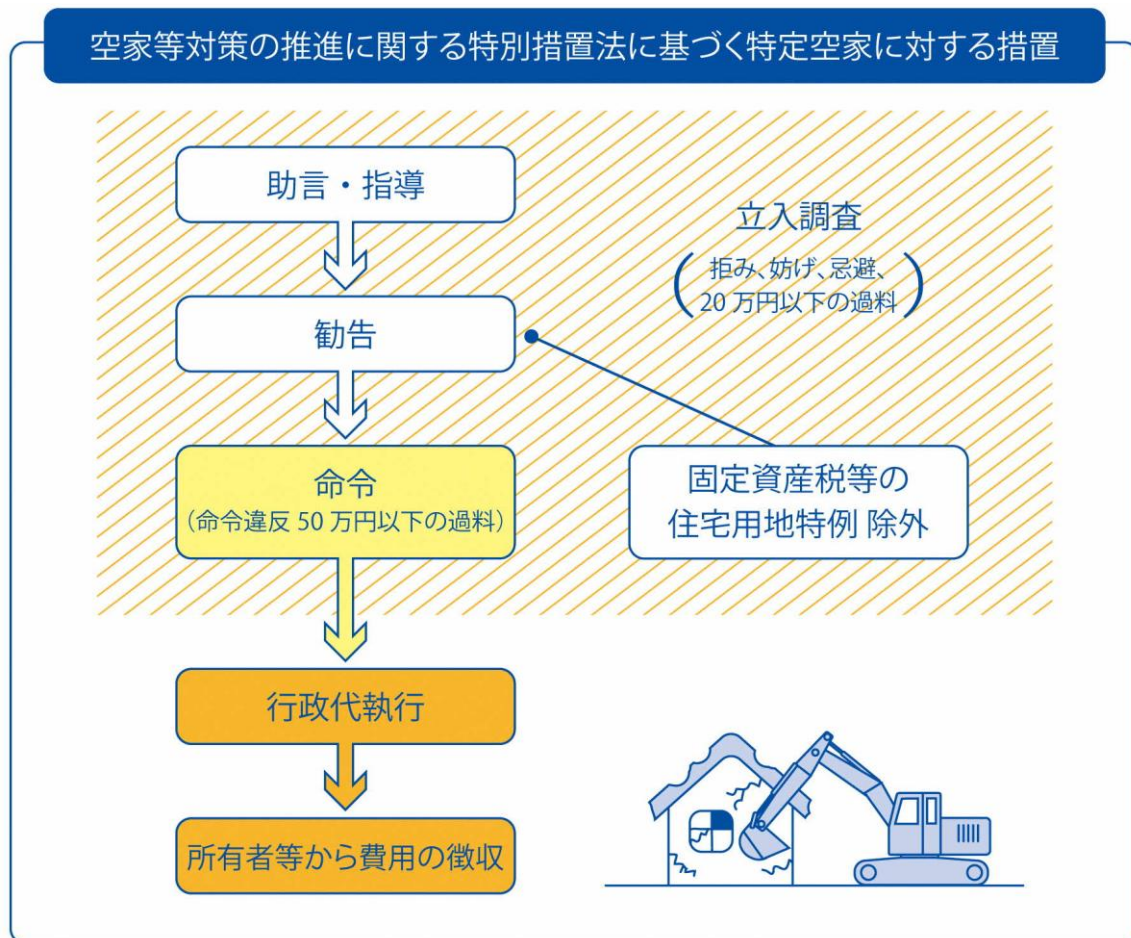 空家等対策の推進に関する特別措置法に基づく特定空家に対する措置
助言・指導
立入調査
(拒み、妨げ、忌避、
20万円以下の過料)
勧告
命令
(命令違反 50 万円以下の過料)
固定資産税等の
住宅用地特例 除外
行政代執行
所有者等から費用の徴収